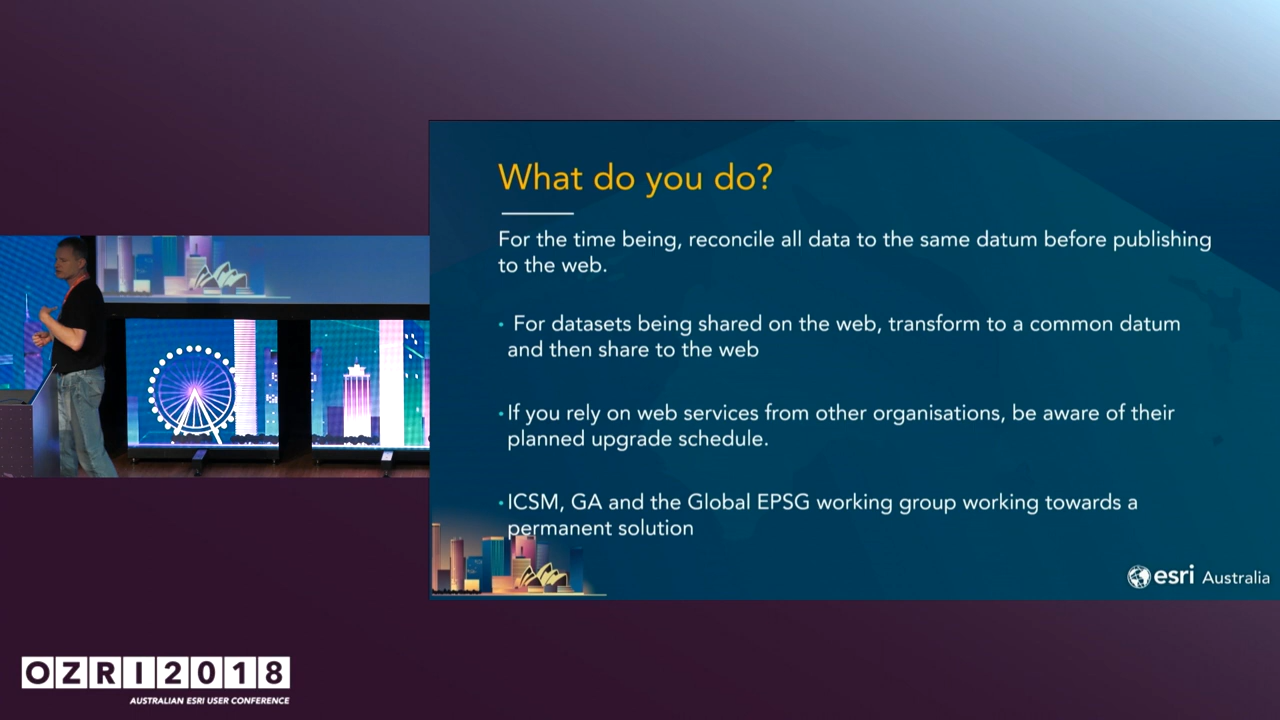 What do you do?
For the time being, reconcile all data to the same datum before publishing
to the web.
• For datasets being shared on the web, transform to a common datum
and then share to the web
• If you rely on web services from other organisations, be aware of their
planned upgrade schedule.
• ICSM, GA and the Global EPSG working group working towards a
permanent solution
esri Australia
OZRI2018
AUSTRALIAN ESRI USER CONFERENCE